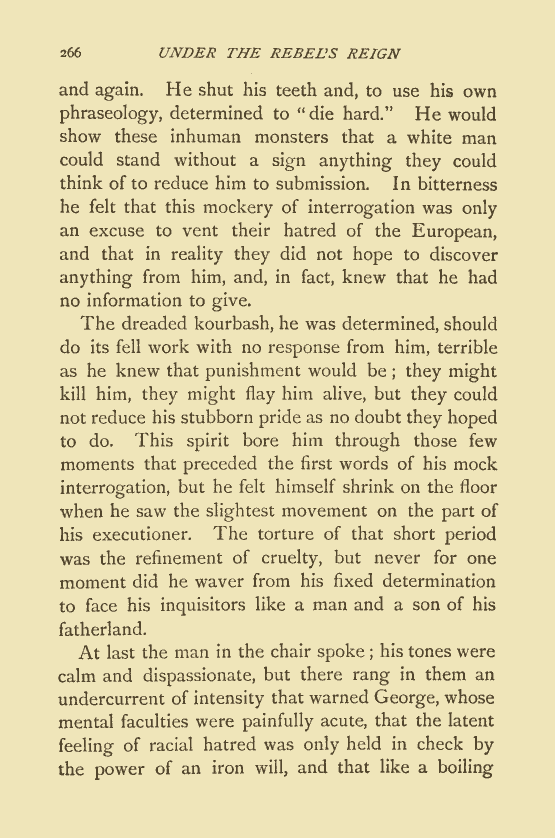 266 UNDER THE REBEL'S REIGN
and again. He shut his teeth and, to use his own
phraseology, determined to "die hard." He would
show these inhuman monsters that a white man
could stand without a sign anything they could
think of to reduce him to submission. In bitterness
he felt that this mockery of interrogation was only
an excuse to vent their hatred of the European,
and that in reality they did not hope to discover
anything from him, and, in fact, knew that he had
no information to give.
The dreaded kourbash, he was determined, should
do its fell work with no response from him, terrible
as he knew that punishment would be; they might
kill him, they might flay him alive, but they could
not reduce his stubborn pride as no doubt they hoped
to do. This spirit bore him through those few
moments that preceded the first words of his mock
interrogation, but he felt himself shrink on the floor
when he saw the slightest movement on the part of
his executioner. The torture of that short period
was the refinement of cruelty, but never for one
moment did he waver from his fixed determination
to face his inquisitors like a man and a son of his
fatherland.
At last the man in the chair spoke; his tones were
calm and dispassionate, but there rang in them an
undercurrent of intensity that warned George, whose
mental faculties were painfully acute, that the latent
feeling of racial hatred was only held in check by
the power of an iron will, and that like a boiling